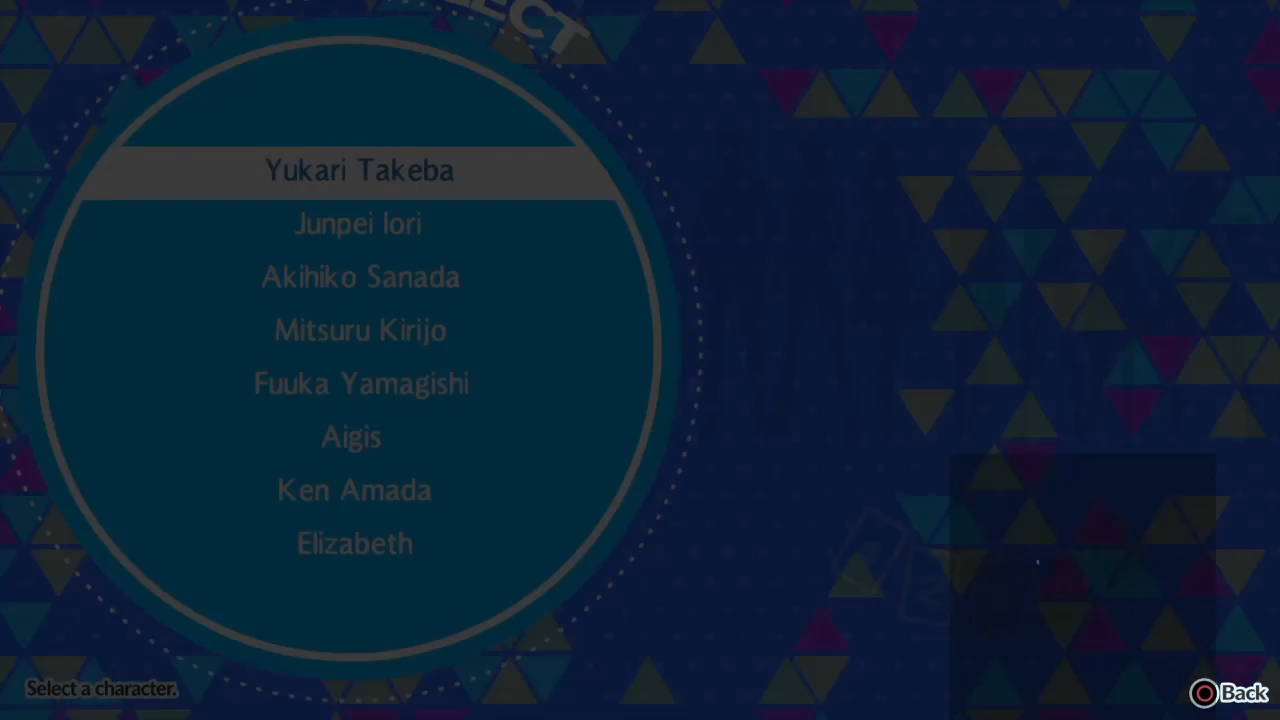 Yukari Takeba
Junpei Iori
Akihiko Sanada
Mitsuru Kirijo
Fuuka Yamagishi
Aigis
Ken Amada
Elizabeth
Select a character.
Back